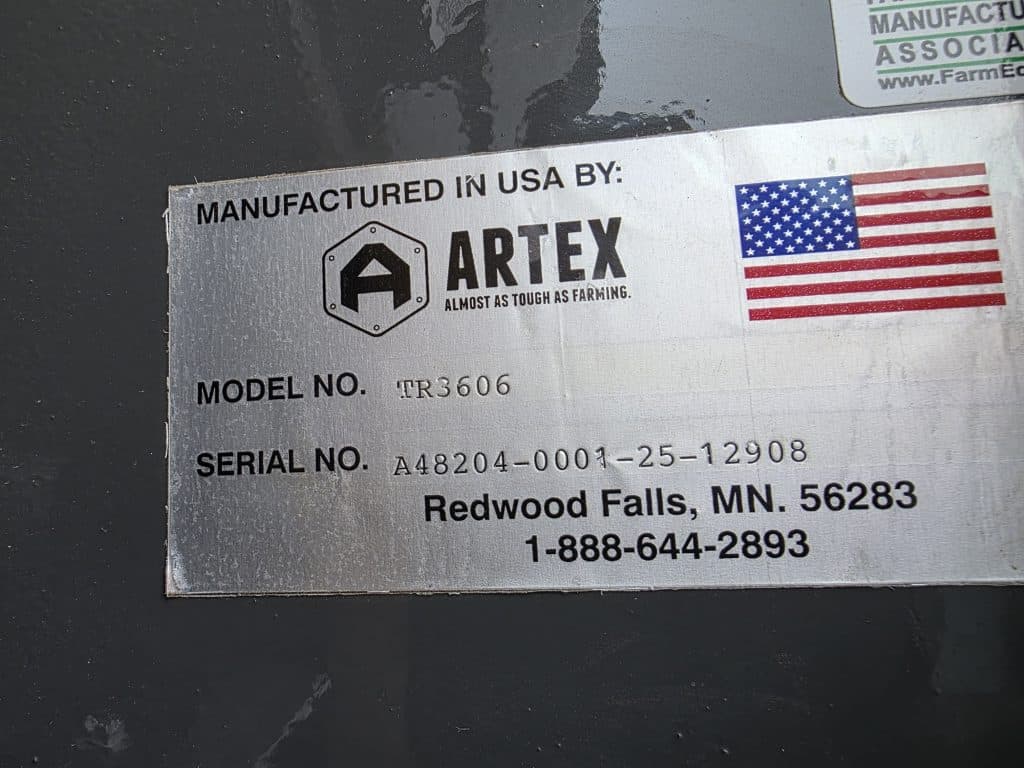 MANUFACTU
ASSOCIA
www.FarmEq
MANUFACTURED IN USA BY:
A ARTEX
ALMOST AS TOUGH AS FARMING.
MODEL NO. TR3606
SERIAL NO. A48204-0001-25-12908
Redwood Falls, MN. 56283
1-888-644-2893